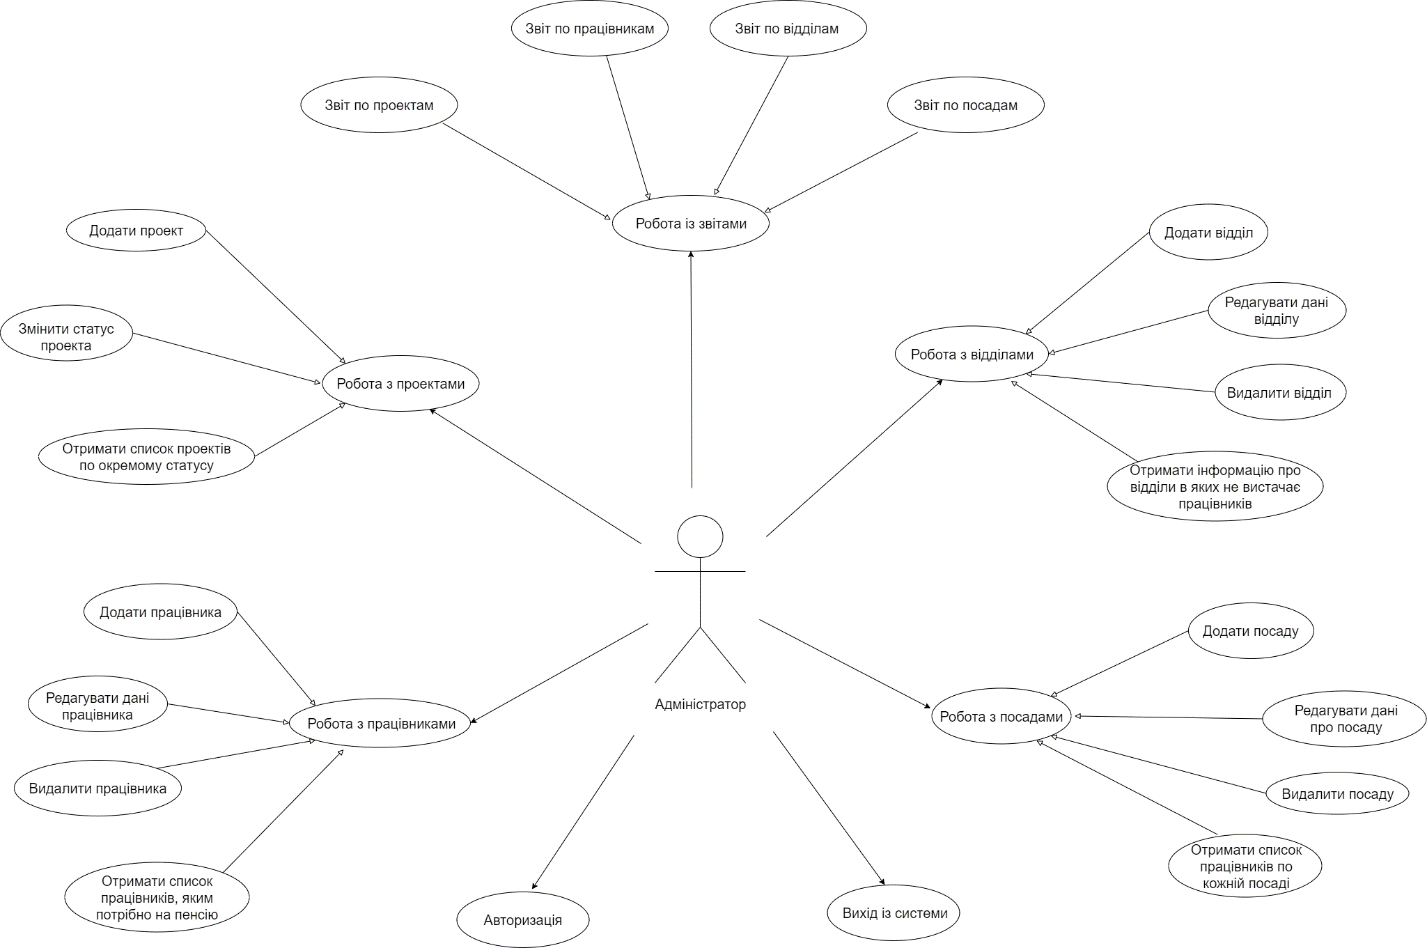 Звіт по працівникам
Звіт по відділам
Звіт по проектам
Звіт по посадам
Робота із звітами
Додати проект
Змінити статус
проекта
Робота з проектами
Отримати список проектів
по окремому статусу
Додати відділ
Редагувати дані
відділу
Робота з відділами
Видалити відділ
Отримати інформацію про
відділи в яких не вистачає
працівників
Адміністратор
Додати працівника
Редагувати дані
працівника
Робота з працівниками
Видалити працівника
Отримати список
працівників, яким
потрібно на пенсію
Додати посаду
Робота з посадами
Редагувати дані
про посаду
Видалити посаду
Отримати список
працівників по
кожній посаді
Авторизація
Вихід із системи